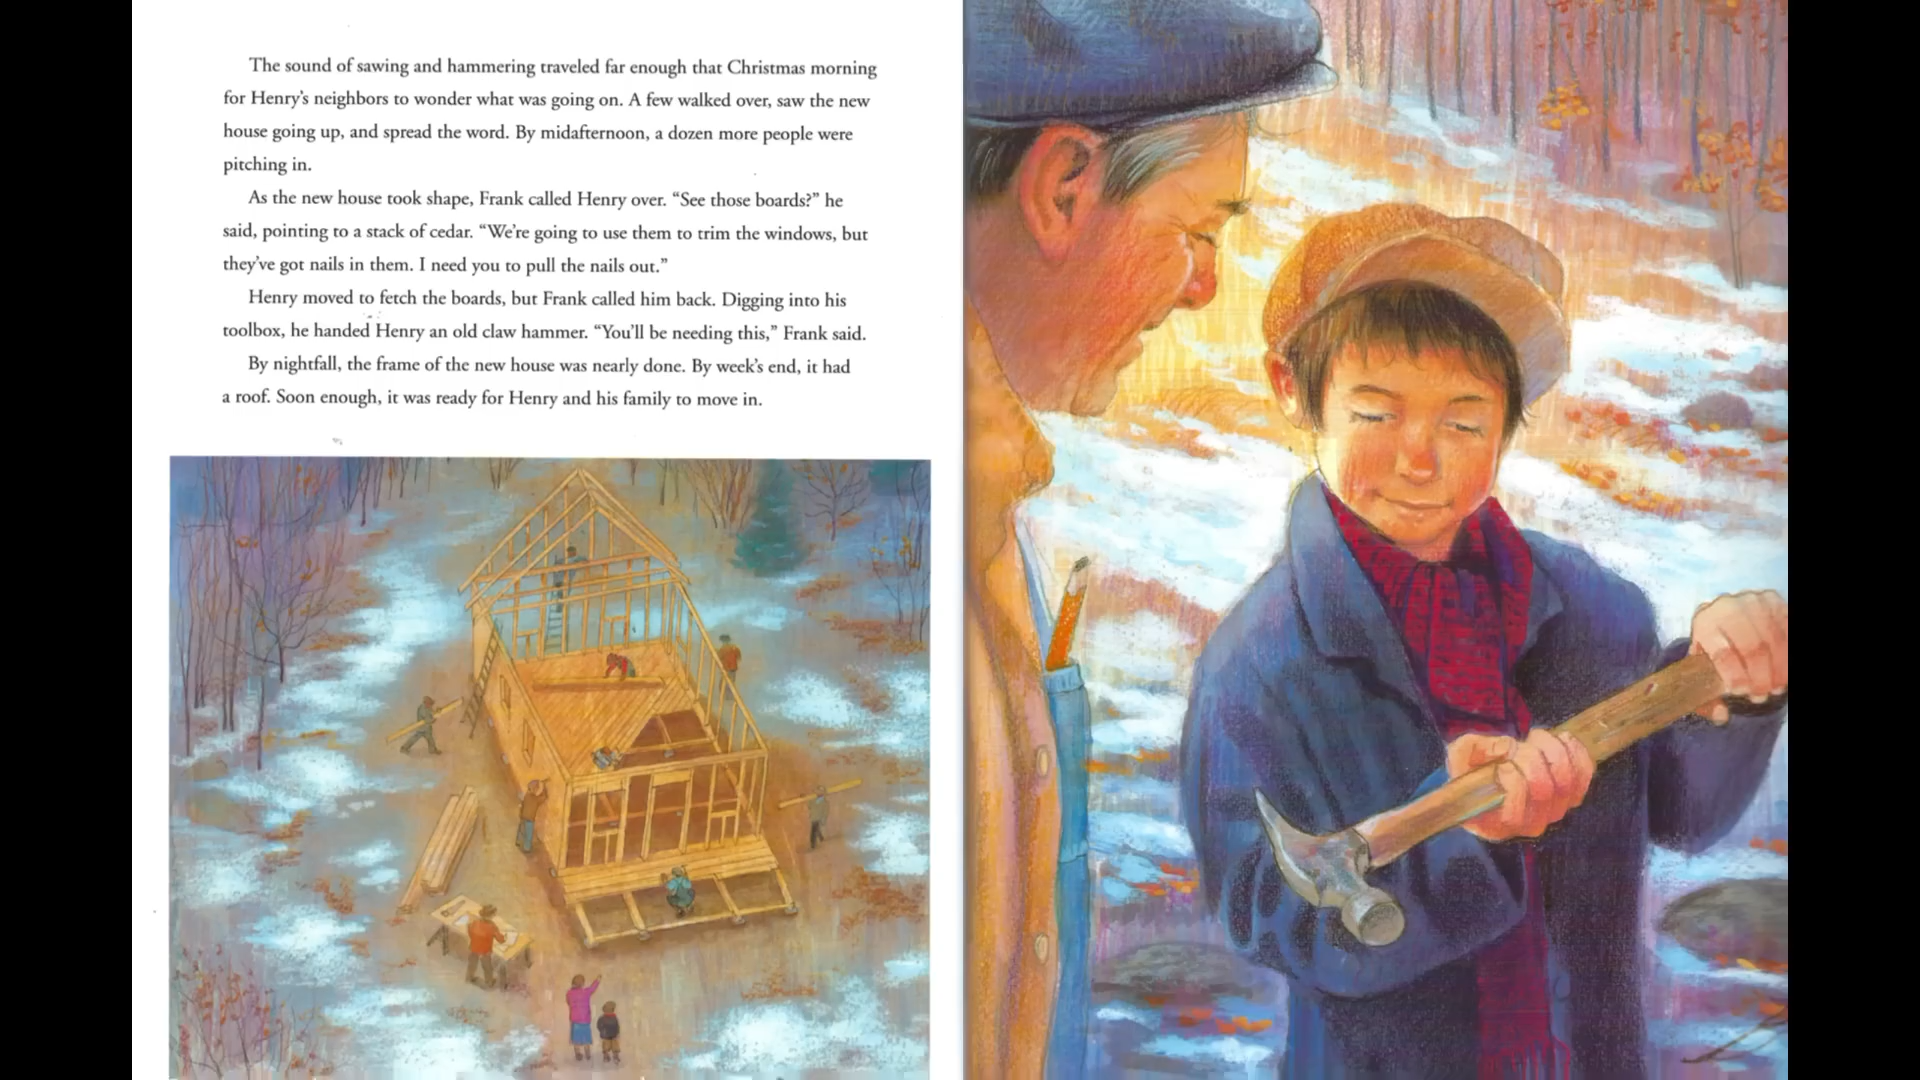 The sound of sawing and hammering traveled far enough that Christmas morning
for Henry’s neighbors to wonder what was going on. A few walked over, saw the new
house going up, and spread the word. By midafternoon, a dozen more people were
pitching in.
As the new house took shape, Frank called Henry over. “See those boards?” he
said, pointing to a stack of cedar. “We’re going to use them to trim the windows, but
they’ve got nails in them. I need you to pull the nails out.”
Henry moved to fetch the boards, but Frank called him back. Digging into his
toolbox, he handed Henry an old claw hammer. “You’ll be needing this,” Frank said.
By nightfall, the frame of the new house was nearly done. By week’s end, it had
a roof. Soon enough, it was ready for Henry and his family to move in.